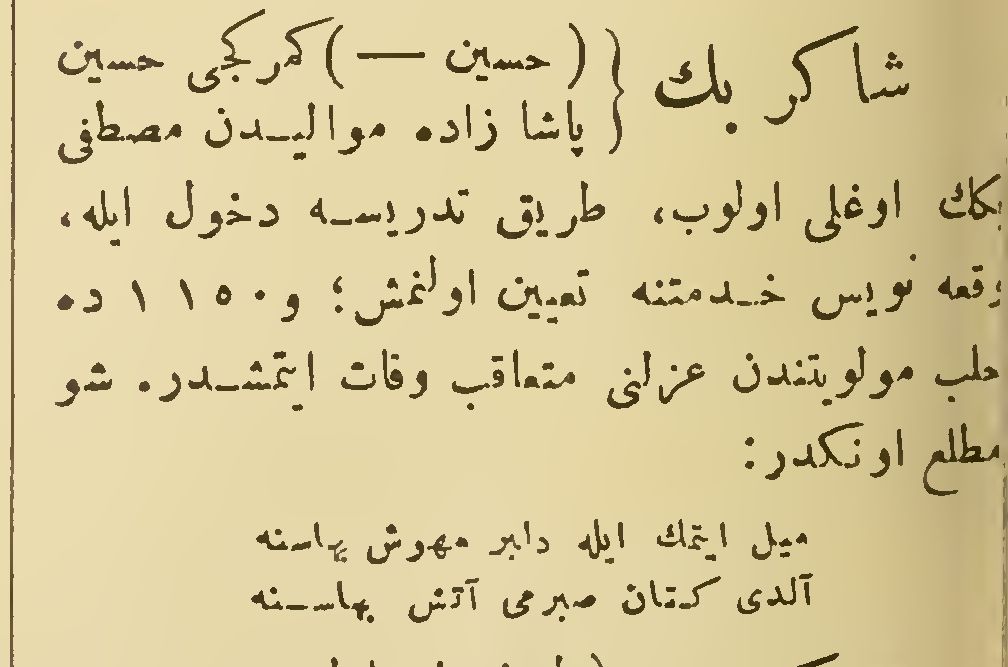 شاكر بك { (حسين —) كمركجى حسين
پاشا زاده مواليدن مصطفى
بكك اوغلى اولوب، طريق تدريسه دخول ايله،
وقعه نويس خدمتنه تعيين اولنمش؛ و ١١٥٠ ده
حلب مولويتندن عزلنى متعاقب وفات ايتمشدر. شو
مطلع اونكدر:
ميل ايتمك ايله دلبر مهوش بهاسنه
آلدى كتان صبرمى آتش بهاسنه